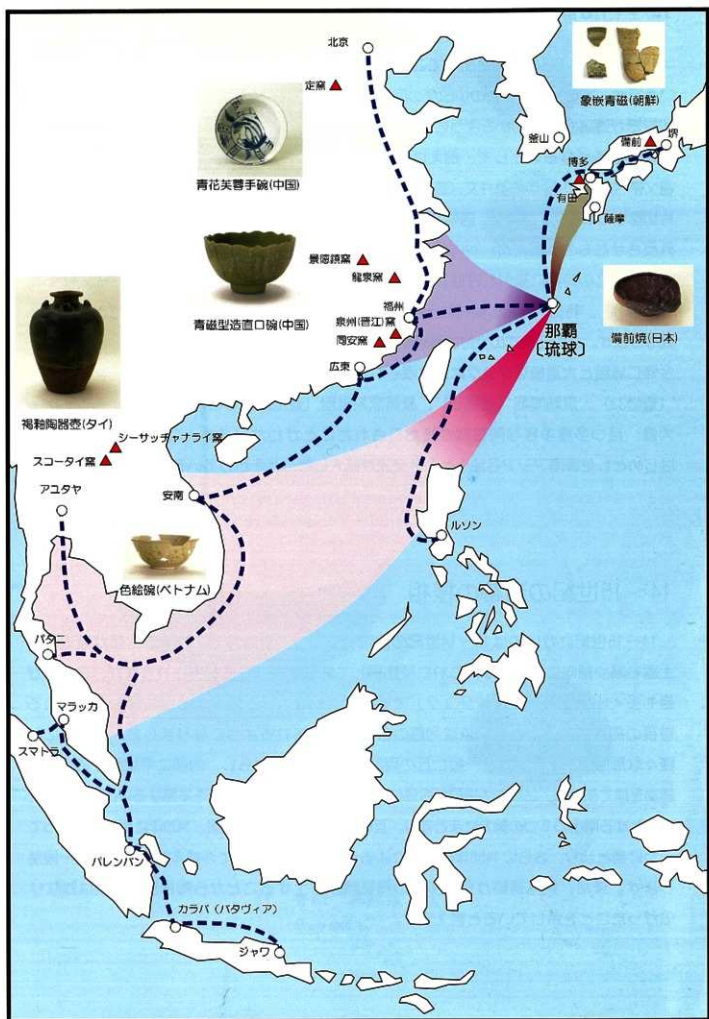 北京
定窯
象嵌青磁(朝鮮)
釜山
備前
堺
博多
有田
薩摩
青花芙蓉手碗(中国)
景徳鎮窯
龍泉窯
福州
泉州(晋江)窯
同安窯
広東
青磁型造直口碗(中国)
那覇
〔琉球〕
備前焼(日本)
褐釉陶器壺(タイ)
シーサッチャナライ窯
スコータイ窯
アユタヤ
安南
ルソン
色絵碗(ベトナム)
パタニ
マラッカ
スマトラ
パレンバン
カラパ(バタヴィア)
ジャワ